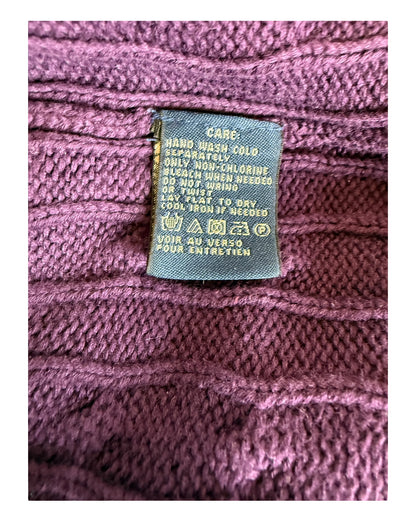 CARE:
HAND WASH COLD
SEPARATELY
ONLY NON-CHLORINE
BLEACH WHEN NEEDED
DO NOT WRING
OR TWIST
LAY FLAT TO DRY
COOL IRON IF NEEDED
P
VOIR AU VERSO
POUR ENTRETIEN